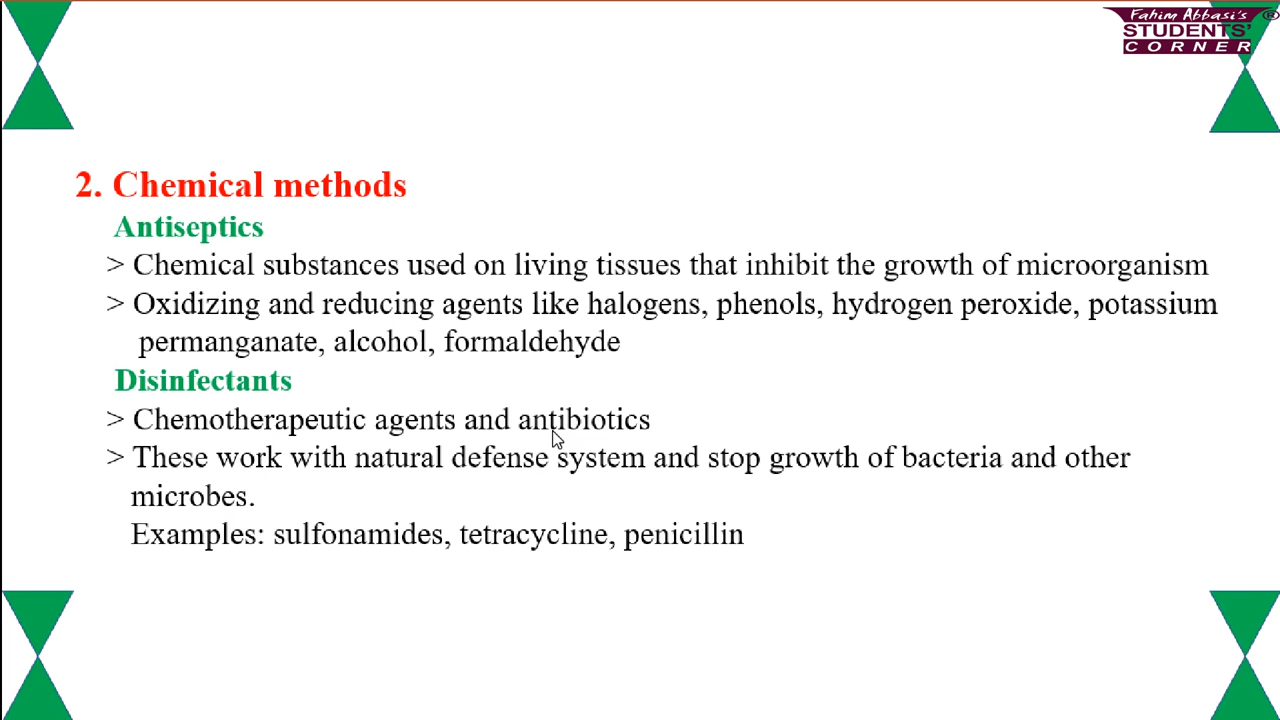 Fahim Abbasi's ®
STUDENTS'
CORNER
2. Chemical methods
Antiseptics
> Chemical substances used on living tissues that inhibit the growth of microorganism
> Oxidizing and reducing agents like halogens, phenols, hydrogen peroxide, potassium
permanganate, alcohol, formaldehyde
Disinfectants
> Chemotherapeutic agents and antibiotics
> These work with natural defense system and stop growth of bacteria and other
microbes.
Examples: sulfonamides, tetracycline, penicillin